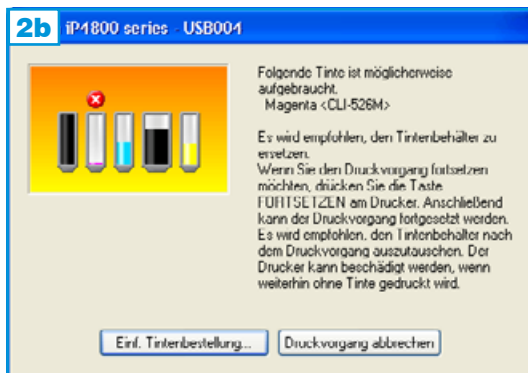 2b
iP4800 series - USB004
Folgende Tinte ist möglicherweise
aufgebraucht.
Magenta <CLI-526M>
Es wird empfohlen, den Tintenbehälter zu
ersetzen.
Wenn Sie den Druckvorgang fortsetzen
möchten, drücken Sie die Taste
FORTSETZEN am Drucker. Anschließend
kann der Druckvorgang fortgesetzt werden.
Es wird empfohlen, den Tintenbehälter nach
dem Druckvorgang auszutauschen. Der
Drucker kann beschädigt werden, wenn
weiterhin ohne Tinte gedruckt wird.
Einf. Tintenbestellung... Druckvorgang abbrechen